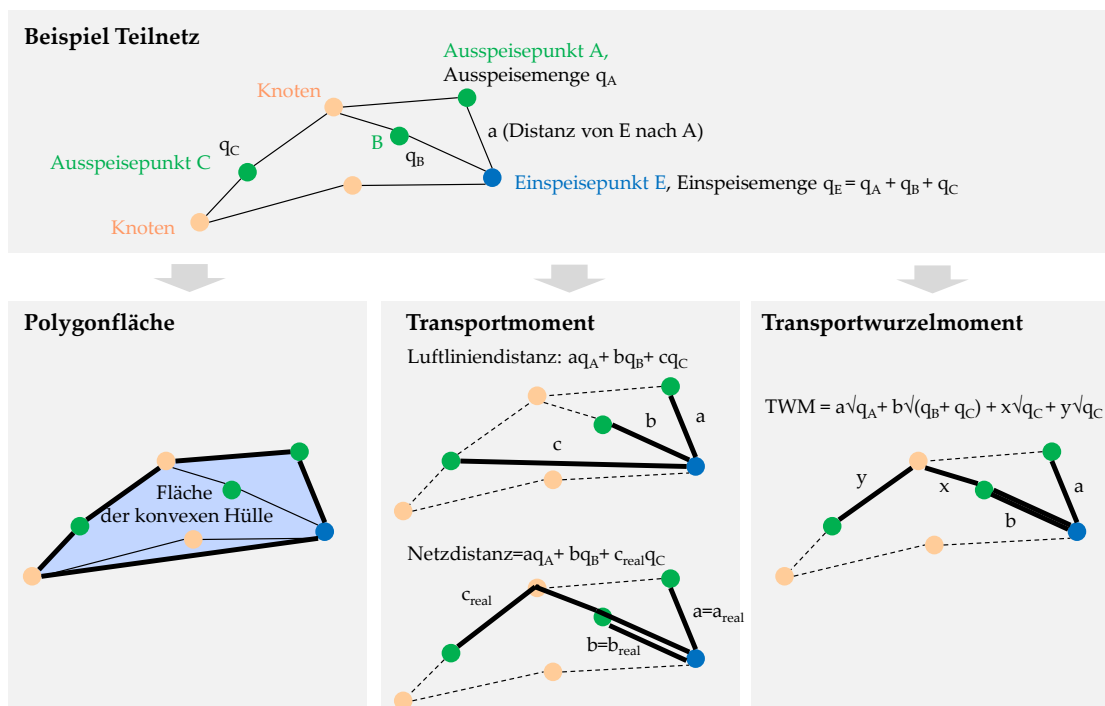 Beispiel Teilnetz
Ausspeisepunkt A,
Ausspeisemenge qA
Knoten
a (Distanz von E nach A)
qC
B
qB
Ausspeisepunkt C
Einspeisepunkt E, Einspeisemenge qE = qA + qB + qC
Knoten
Polygonfläche
Fläche
der konvexen Hülle
Transportmoment
Luftliniendistanz: aqA+ bqB+ cqC
a
b
c
Netzdistanz=aqA+ bqB+ crealqC
creal
a=areal
b=breal
Transportwurzelmoment
TWM = a√qA+ b√(qB+ qC) + x√qC + y√qC
y
x
a
b